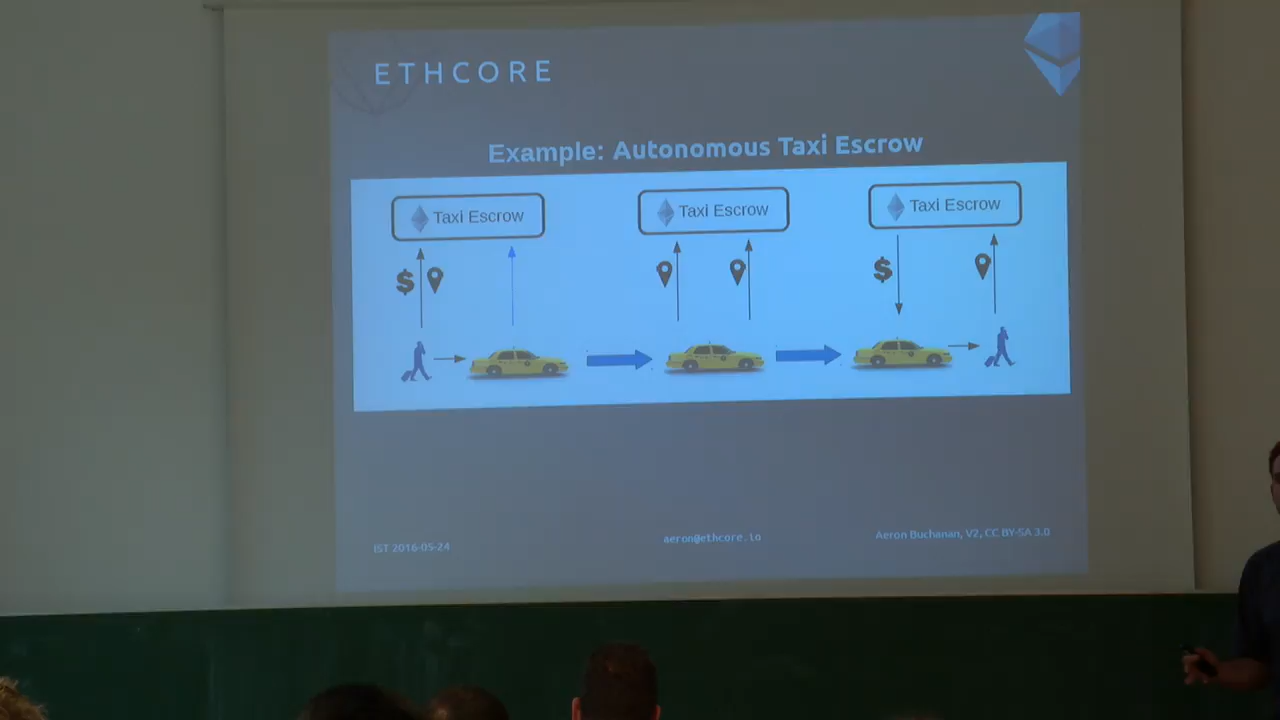 ETHCORE
Example: Autonomous Taxi Escrow
Taxi Escrow
Taxi Escrow
Taxi Escrow
$
$
IST 2016-05-24
aeron@ethcore.io
Aeron Buchanan, V2, CC BY-SA 3.0